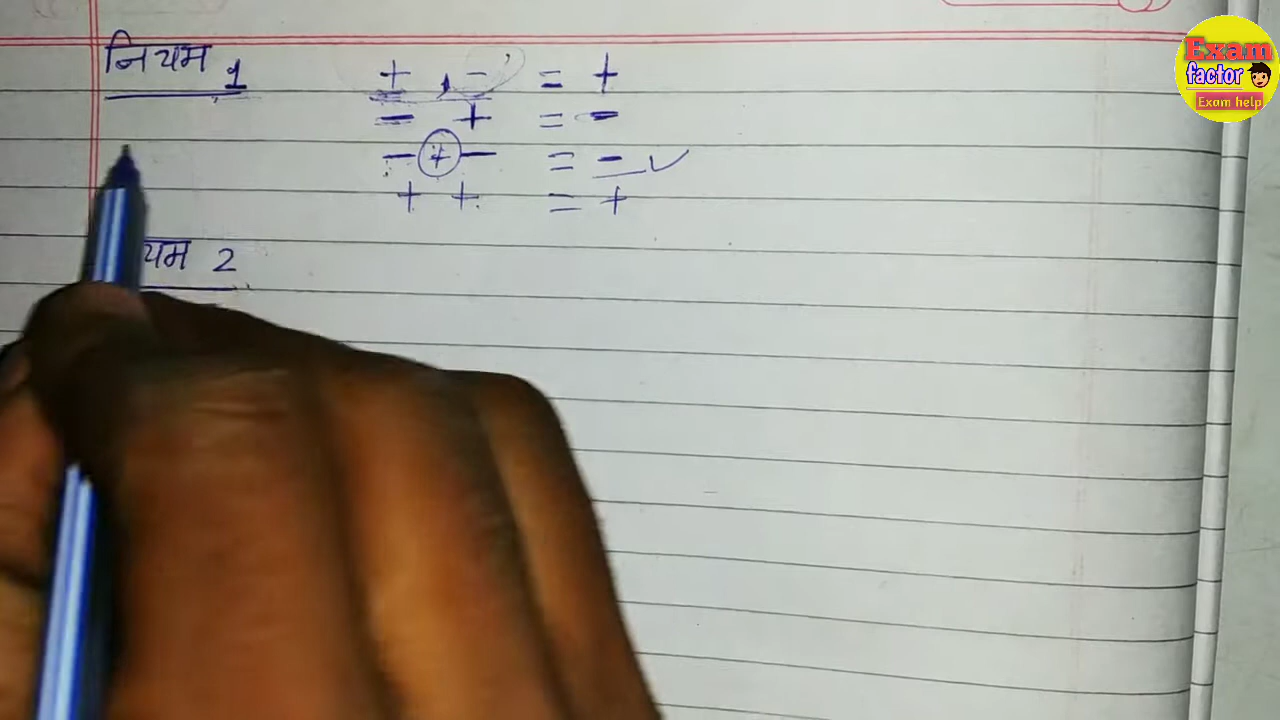 नियम 1
+ , - = +
- + = -
- + - = - ✓
+ + = +
यम 2
Exam
factor
Exam help